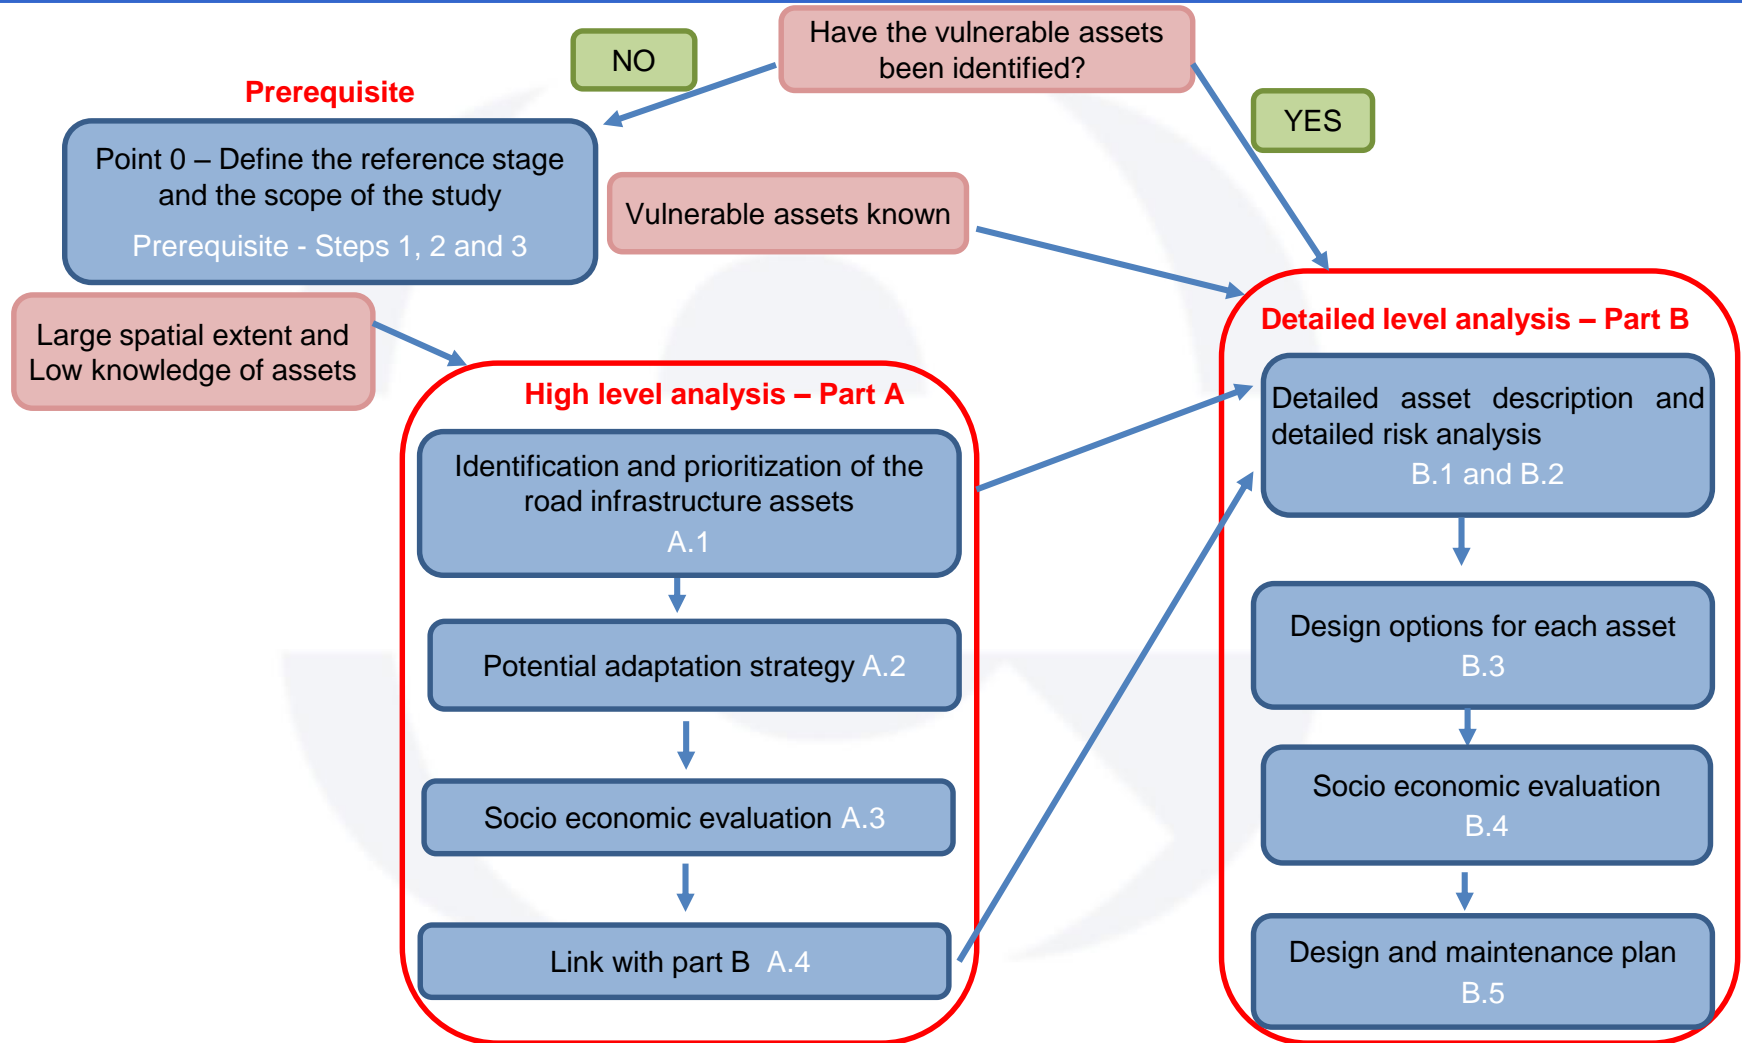 Have the vulnerable assets
been identified?
NO
YES
Prerequisite
Point 0 – Define the reference stage
and the scope of the study
Prerequisite - Steps 1, 2 and 3
Vulnerable assets known
Large spatial extent and
Low knowledge of assets
High level analysis – Part A
Identification and prioritization of the
road infrastructure assets
A.1
Potential adaptation strategy A.2
Socio economic evaluation A.3
Link with part B A.4
Detailed level analysis – Part B
Detailed asset description and
detailed risk analysis
B.1 and B.2
Design options for each asset
B.3
Socio economic evaluation
B.4
Design and maintenance plan
B.5